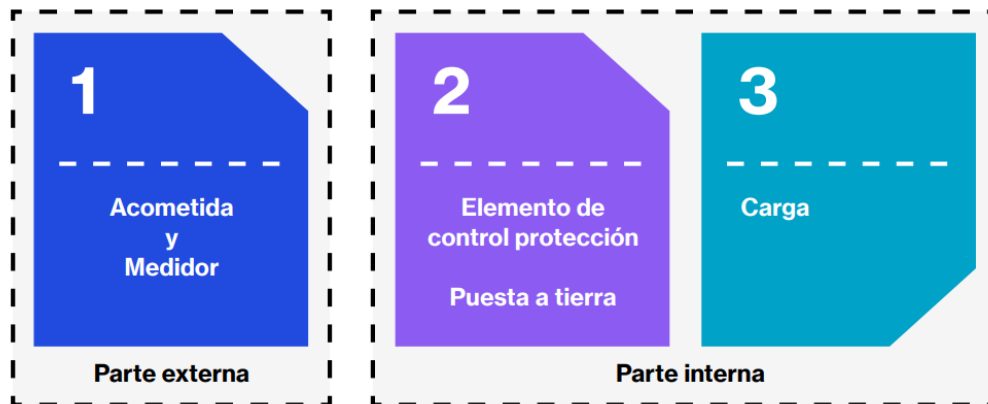 1
Acometida
y
Medidor
Parte externa
2
Elemento de
control protección
Puesta a tierra
3
Carga
Parte interna